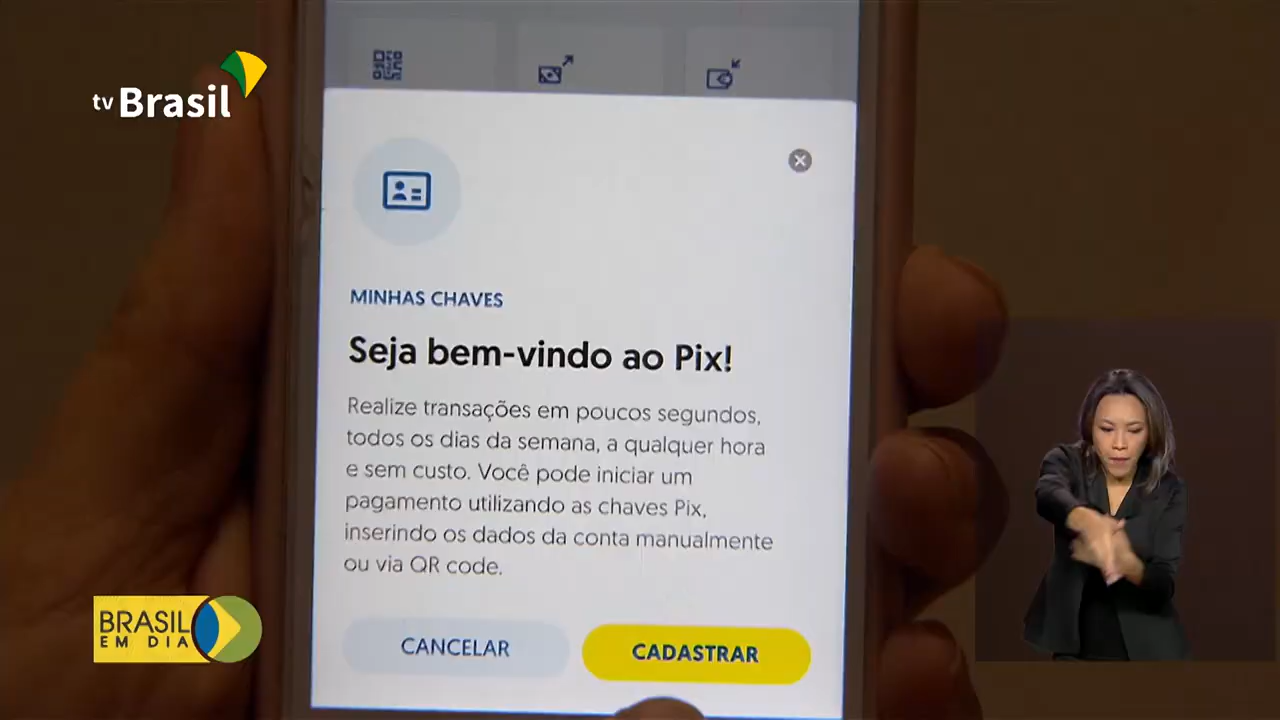 tv Brasil
MINHAS CHAVES
Seja bem-vindo ao Pix!
Realize transações em poucos segundos,
todos os dias da semana, a qualquer hora
e sem custo. Você pode iniciar um
pagamento utilizando as chaves Pix,
inserindo os dados da conta manualmente
ou via QR code.
CANCELAR
CADASTRAR
BRASIL
EM DIA